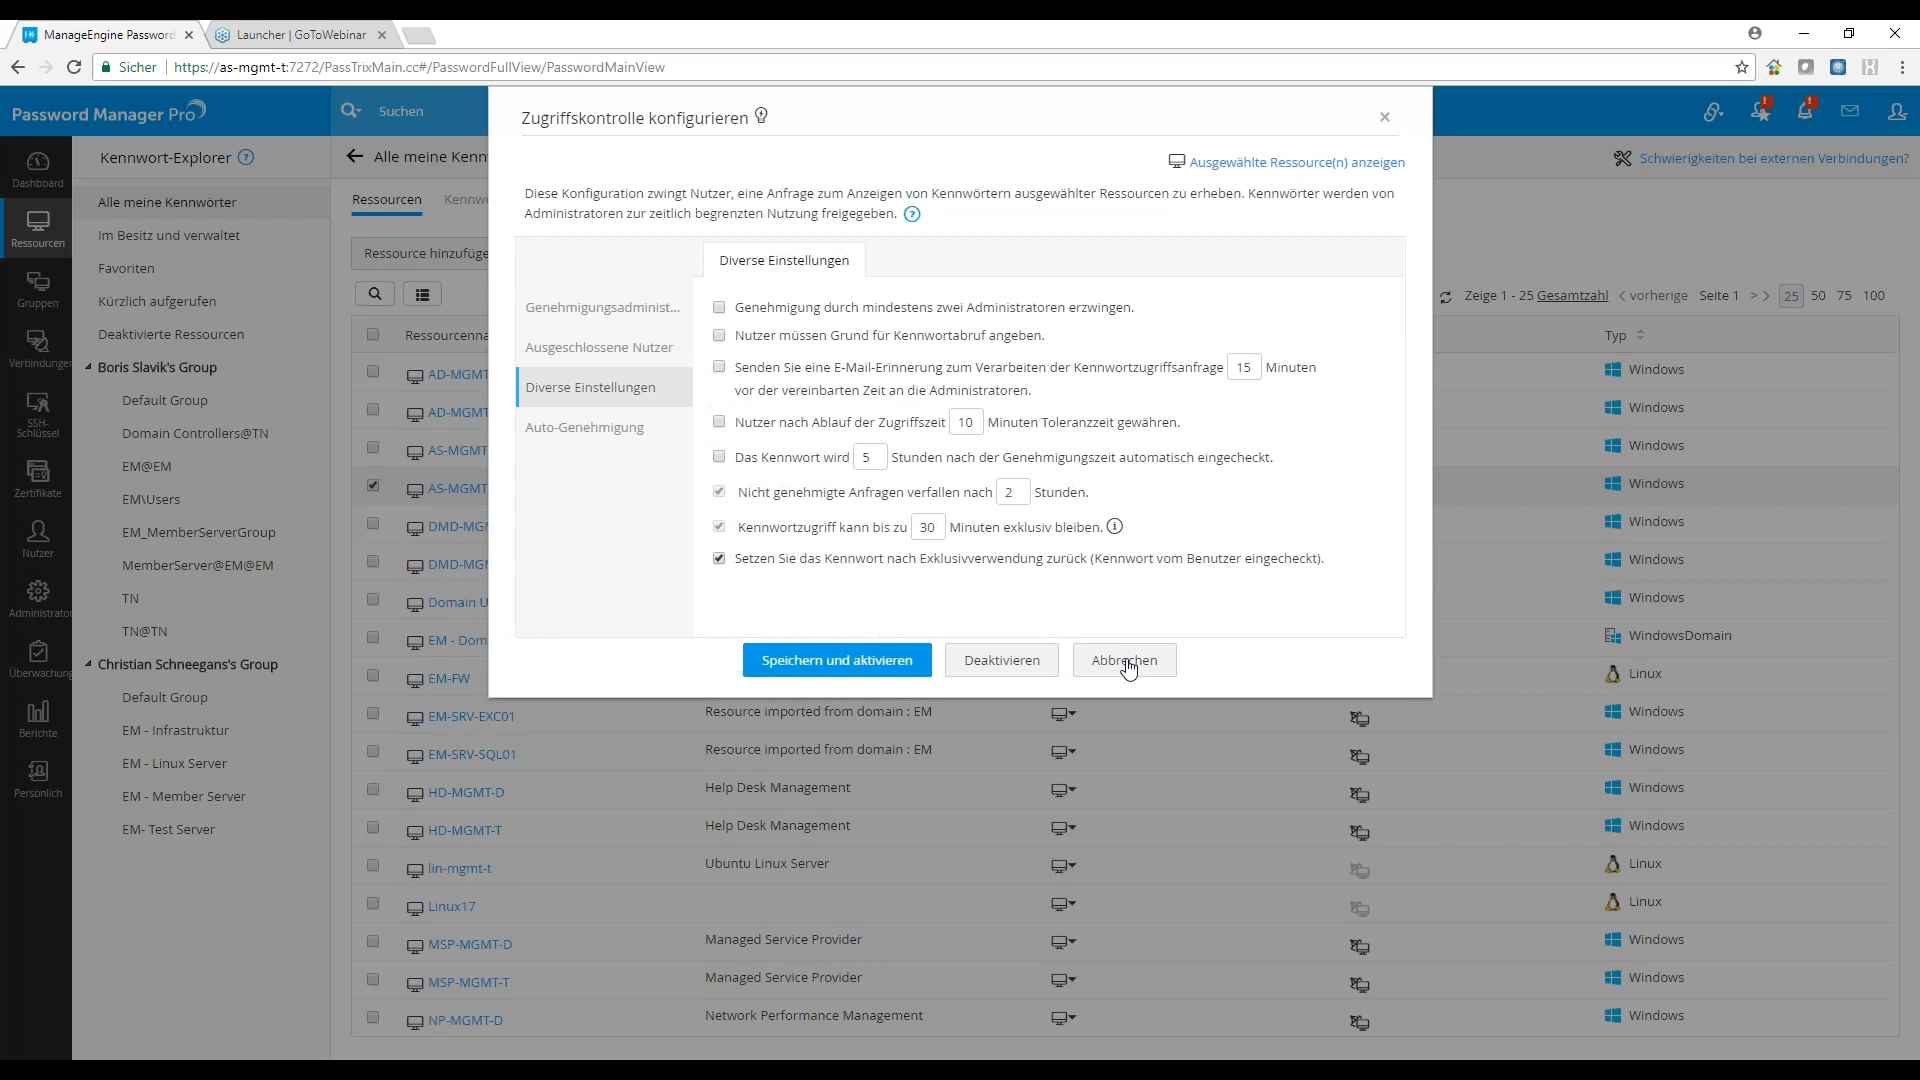 ManageEngine Password
Launcher | GoToWebinar
Sicher
https://as-mgmt-t:7272/PassTrixMain.cc#/PasswordFullView/PasswordMainView
Password Manager Pro
Suchen
Zugriffskontrolle konfigurieren
Dashboard
Ressourcen
Gruppen
Verbindungen
SSH-
Schlüssel
Zertifikate
Nutzer
Administrator
Überwachung
Berichte
Persönlich
Kennwort-Explorer ?
Alle meine Kennwörter
Im Besitz und verwaltet
Favoriten
Kürzlich aufgerufen
Deaktivierte Ressourcen
Boris Slavik's Group
Default Group
Domain Controllers@TN
EM@EM
EM\Users
EM_MemberServerGroup
MemberServer@EM@EM
TN
TN@TN
Christian Schneegans's Group
Default Group
EM - Infrastruktur
EM - Linux Server
EM - Member Server
EM- Test Server
Alle meine Kenn
Schwierigkeiten bei externen Verbindungen?
Ressourcen Kennw
Ressource hinzufüge
Zeige 1 - 25 Gesamtzahl < vorherige Seite 1 > > 25 50 75 100
Ausgewählte Ressource(n) anzeigen
Diese Konfiguration zwingt Nutzer, eine Anfrage zum Anzeigen von Kennwörtern ausgewählter Ressourcen zu erheben. Kennwörter werden von
Administratoren zur zeitlich begrenzten Nutzung freigegeben. ?
Diverse Einstellungen
Genehmigungsadminist...
Ausgeschlossene Nutzer
Diverse Einstellungen
Auto-Genehmigung
Genehmigung durch mindestens zwei Administratoren erzwingen.
Nutzer müssen Grund für Kennwortabruf angeben.
Senden Sie eine E-Mail-Erinnerung zum Verarbeiten der Kennwortzugriffsanfrage 15 Minuten
vor der vereinbarten Zeit an die Administratoren.
Nutzer nach Ablauf der Zugriffszeit 10 Minuten Toleranzzeit gewähren.
Das Kennwort wird 5 Stunden nach der Genehmigungszeit automatisch eingecheckt.
Nicht genehmigte Anfragen verfallen nach 2 Stunden.
Kennwortzugriff kann bis zu 30 Minuten exklusiv bleiben.
Setzen Sie das Kennwort nach Exklusivverwendung zurück (Kennwort vom Benutzer eingecheckt).
Speichern und aktivieren
Deaktivieren
Abbrechen
Ressourcenna Typ
AD-MGMT Windows
AD-MGMT Windows
AS-MGMT Windows
AS-MGMT Windows
DMD-MG Windows
DMD-MG Windows
Domain U Windows
EM - Dom WindowsDomain
EM-FW Linux
EM-SRV-EXC01 Resource imported from domain : EM Windows
EM-SRV-SQL01 Resource imported from domain : EM Windows
HD-MGMT-D Help Desk Management Windows
HD-MGMT-T Help Desk Management Windows
lin-mgmt-t Ubuntu Linux Server Linux
Linux17 Linux
MSP-MGMT-D Managed Service Provider Windows
MSP-MGMT-T Managed Service Provider Windows
NP-MGMT-D Network Performance Management Windows